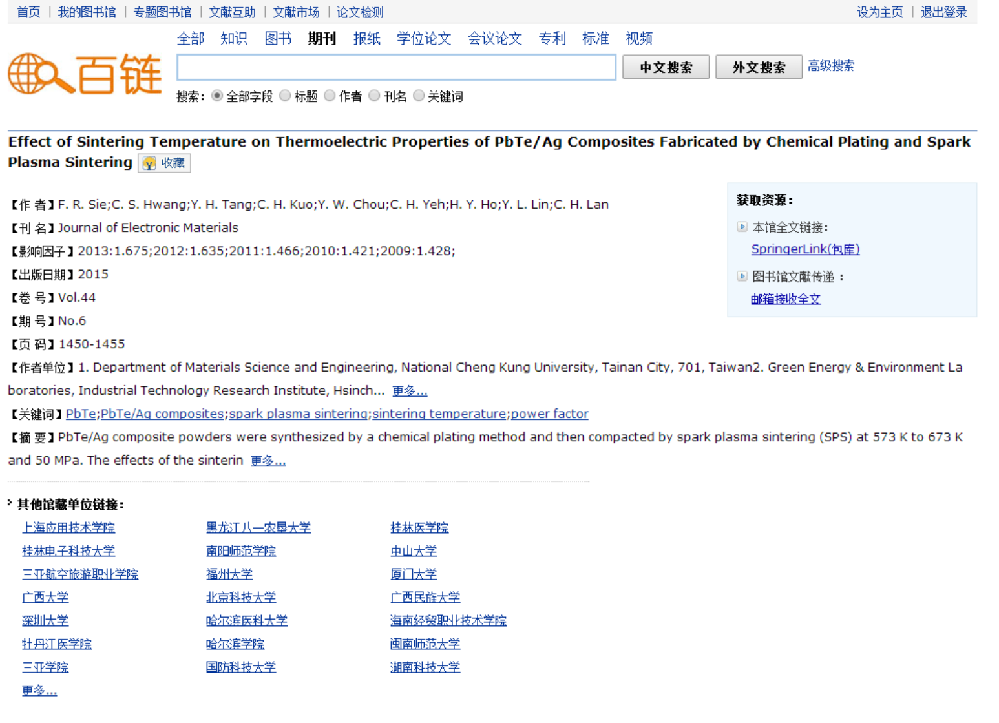 首页 | 我的图书馆 | 专题图书馆 | 文献互助 | 文献市场 | 论文检测
设为主页 | 退出登录
全部 知识 图书 期刊 报纸 学位论文 会议论文 专利 标准 视频
百链
中文搜索 外文搜索 高级搜索
搜索: 全部字段 标题 作者 刊名 关键词
Effect of Sintering Temperature on Thermoelectric Properties of PbTe/Ag Composites Fabricated by Chemical Plating and Spark
Plasma Sintering 收藏
【作 者】F. R. Sie;C. S. Hwang;Y. H. Tang;C. H. Kuo;Y. W. Chou;C. H. Yeh;H. Y. Ho;Y. L. Lin;C. H. Lan
【刊 名】Journal of Electronic Materials
【影响因子】2013:1.675;2012:1.635;2011:1.466;2010:1.421;2009:1.428;
【出版日期】2015
【卷 号】Vol.44
【期 号】No.6
【页 码】1450-1455
【作者单位】1. Department of Materials Science and Engineering, National Cheng Kung University, Tainan City, 701, Taiwan2. Green Energy & Environment La
boratories, Industrial Technology Research Institute, Hsinch... 更多...
【关键词】PbTe;PbTe/Ag composites;spark plasma sintering;sintering temperature;power factor
【摘 要】PbTe/Ag composite powders were synthesized by a chemical plating method and then compacted by spark plasma sintering (SPS) at 573 K to 673 K
and 50 MPa. The effects of the sinterin 更多...
获取资源:
本馆全文链接:
SpringerLink(包库)
图书馆文献传递 :
邮箱接收全文
其他馆藏单位链接:
上海应用技术学院 黑龙江八一农垦大学 桂林医学院
桂林电子科技大学 南阳师范学院 中山大学
三亚航空旅游职业学院 福州大学 厦门大学
广西大学 北京科技大学 广西民族大学
深圳大学 哈尔滨医科大学 海南经贸职业技术学院
牡丹江医学院 哈尔滨学院 闽南师范大学
三亚学院 国防科技大学 湖南科技大学
更多...